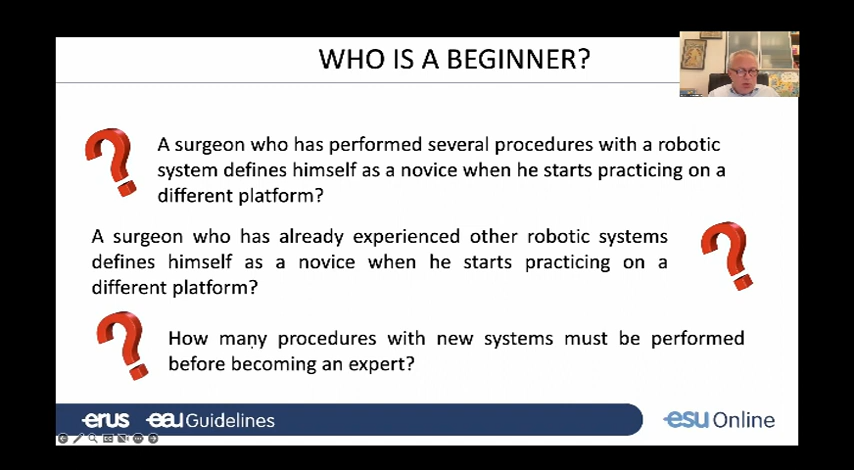 WHO IS A BEGINNER?
A surgeon who has performed several procedures with a robotic
system defines himself as a novice when he starts practicing on a
different platform?
A surgeon who has already experienced other robotic systems
defines himself as a novice when he starts practicing on a
different platform?
How many procedures with new systems must be performed
before becoming an expert?
erus eau Guidelines
esu Online